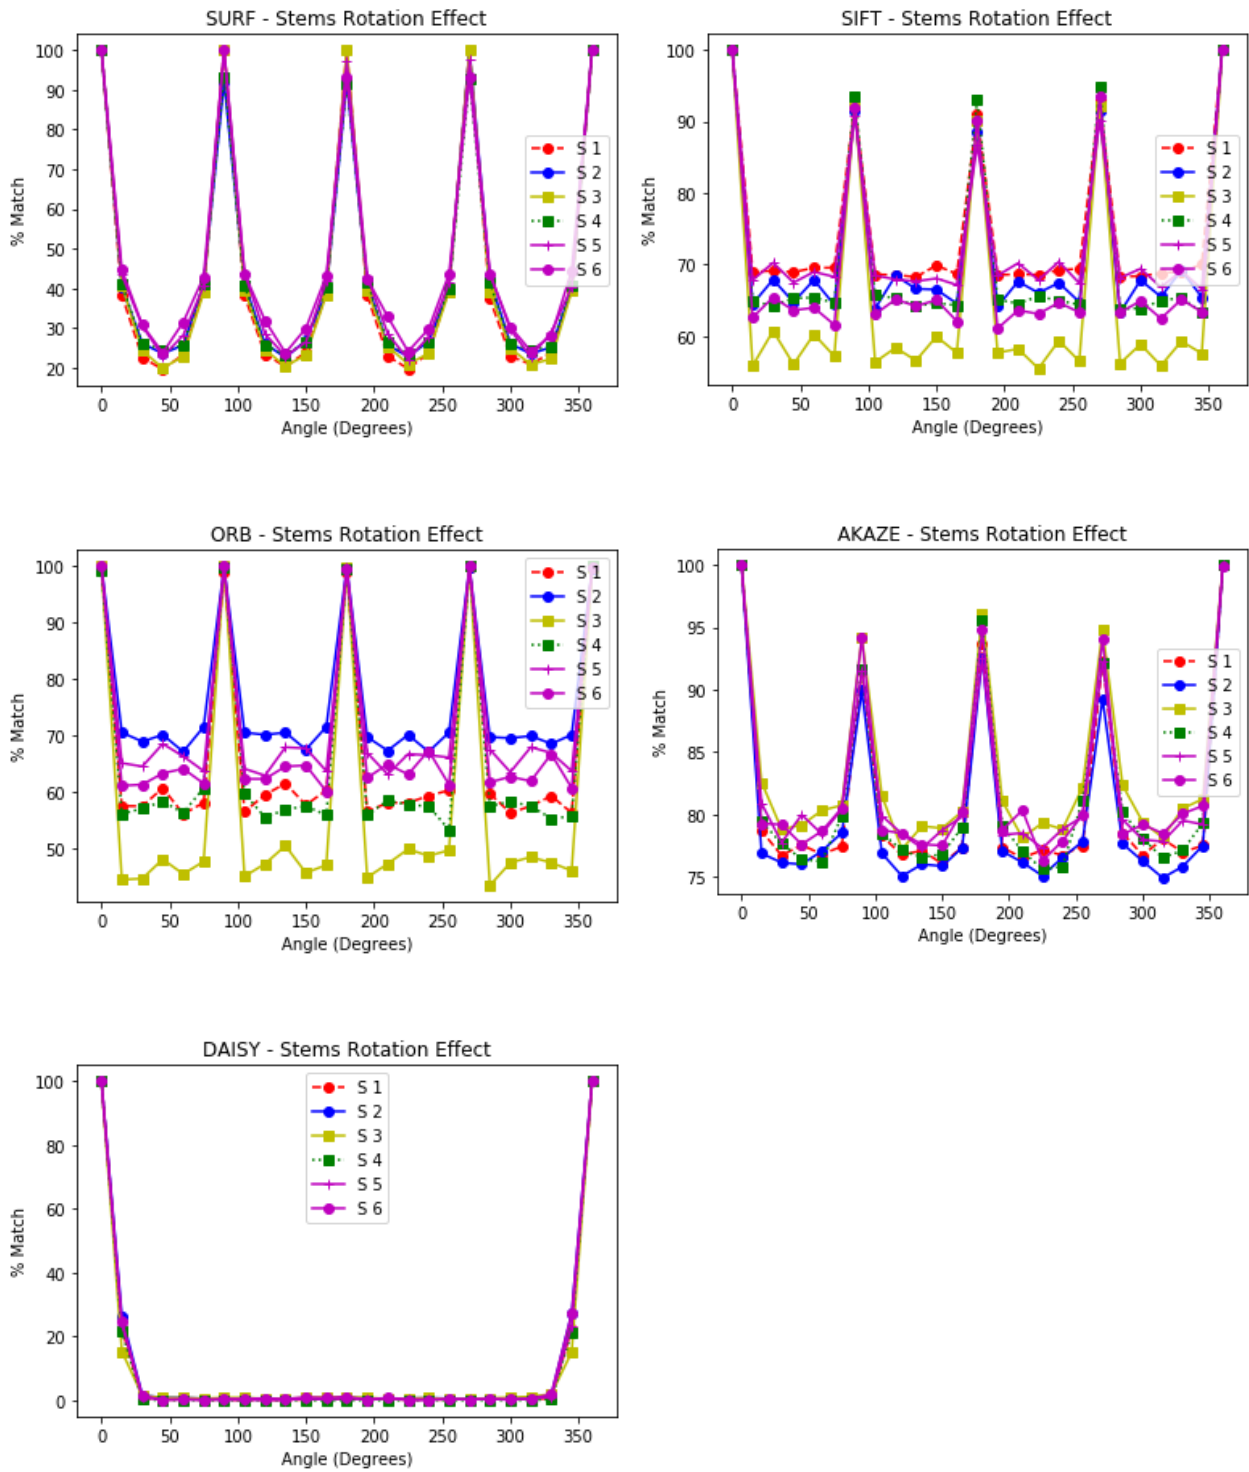 SURF - Stems Rotation Effect
100
90
80
70
60
50
40
30
20
% Match
S 1
S 2
S 3
S 4
S 5
S 6
0 50 100 150 200 250 300 350
Angle (Degrees)
SIFT - Stems Rotation Effect
100
90
80
70
60
% Match
S 1
S 2
S 3
S 4
S 5
S 6
0 50 100 150 200 250 300 350
Angle (Degrees)
ORB - Stems Rotation Effect
100
90
80
70
60
50
% Match
S 1
S 2
S 3
S 4
S 5
S 6
0 50 100 150 200 250 300 350
Angle (Degrees)
AKAZE - Stems Rotation Effect
100
95
90
85
80
75
% Match
S 1
S 2
S 3
S 4
S 5
S 6
0 50 100 150 200 250 300 350
Angle (Degrees)
DAISY - Stems Rotation Effect
100
80
60
40
20
0
% Match
S 1
S 2
S 3
S 4
S 5
S 6
0 50 100 150 200 250 300 350
Angle (Degrees)